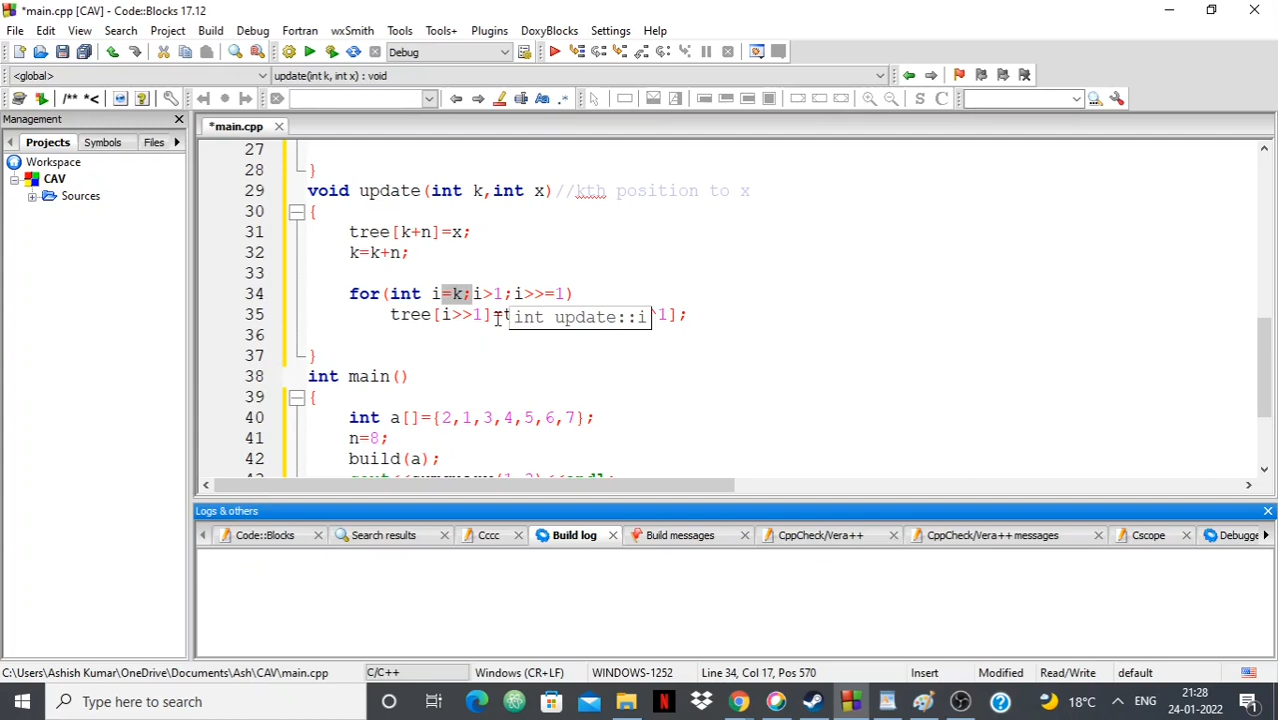 *main.cpp [CAV] - Code::Blocks 17.12
File Edit View Search Project Build Debug Fortran wxSmith Tools Tools+ Plugins DoxyBlocks Settings Help
Debug
<global> update(int k, int x) : void
/** *< Aa .* S C
Management
*main.cpp
Projects Symbols Files
Workspace
CAV
Sources
27
28 }
29 void update(int k,int x)//kth position to x
30 {
31 tree[k+n]=x;
32 k=k+n;
33
34 for(int i=k;i>1;i>>=1)
35 tree[i>>1]=t int update::i ^1];
36
37 }
38 int main()
39 {
40 int a[]={2,1,3,4,5,6,7};
41 n=8;
42 build(a);
Logs & others
Code::Blocks Search results Cccc Build log Build messages CppCheck/Vera++ CppCheck/Vera++ messages Cscope Debugge
C:\Users\Ashish Kumar\OneDrive\Documents\Ash\CAV\main.cpp C/C++ Windows (CR+LF) WINDOWS-1252 Line 34, Col 17, Pos 570 Insert Modified Read/Write default
Type here to search
18°C ENG 21:28
24-01-2022 1